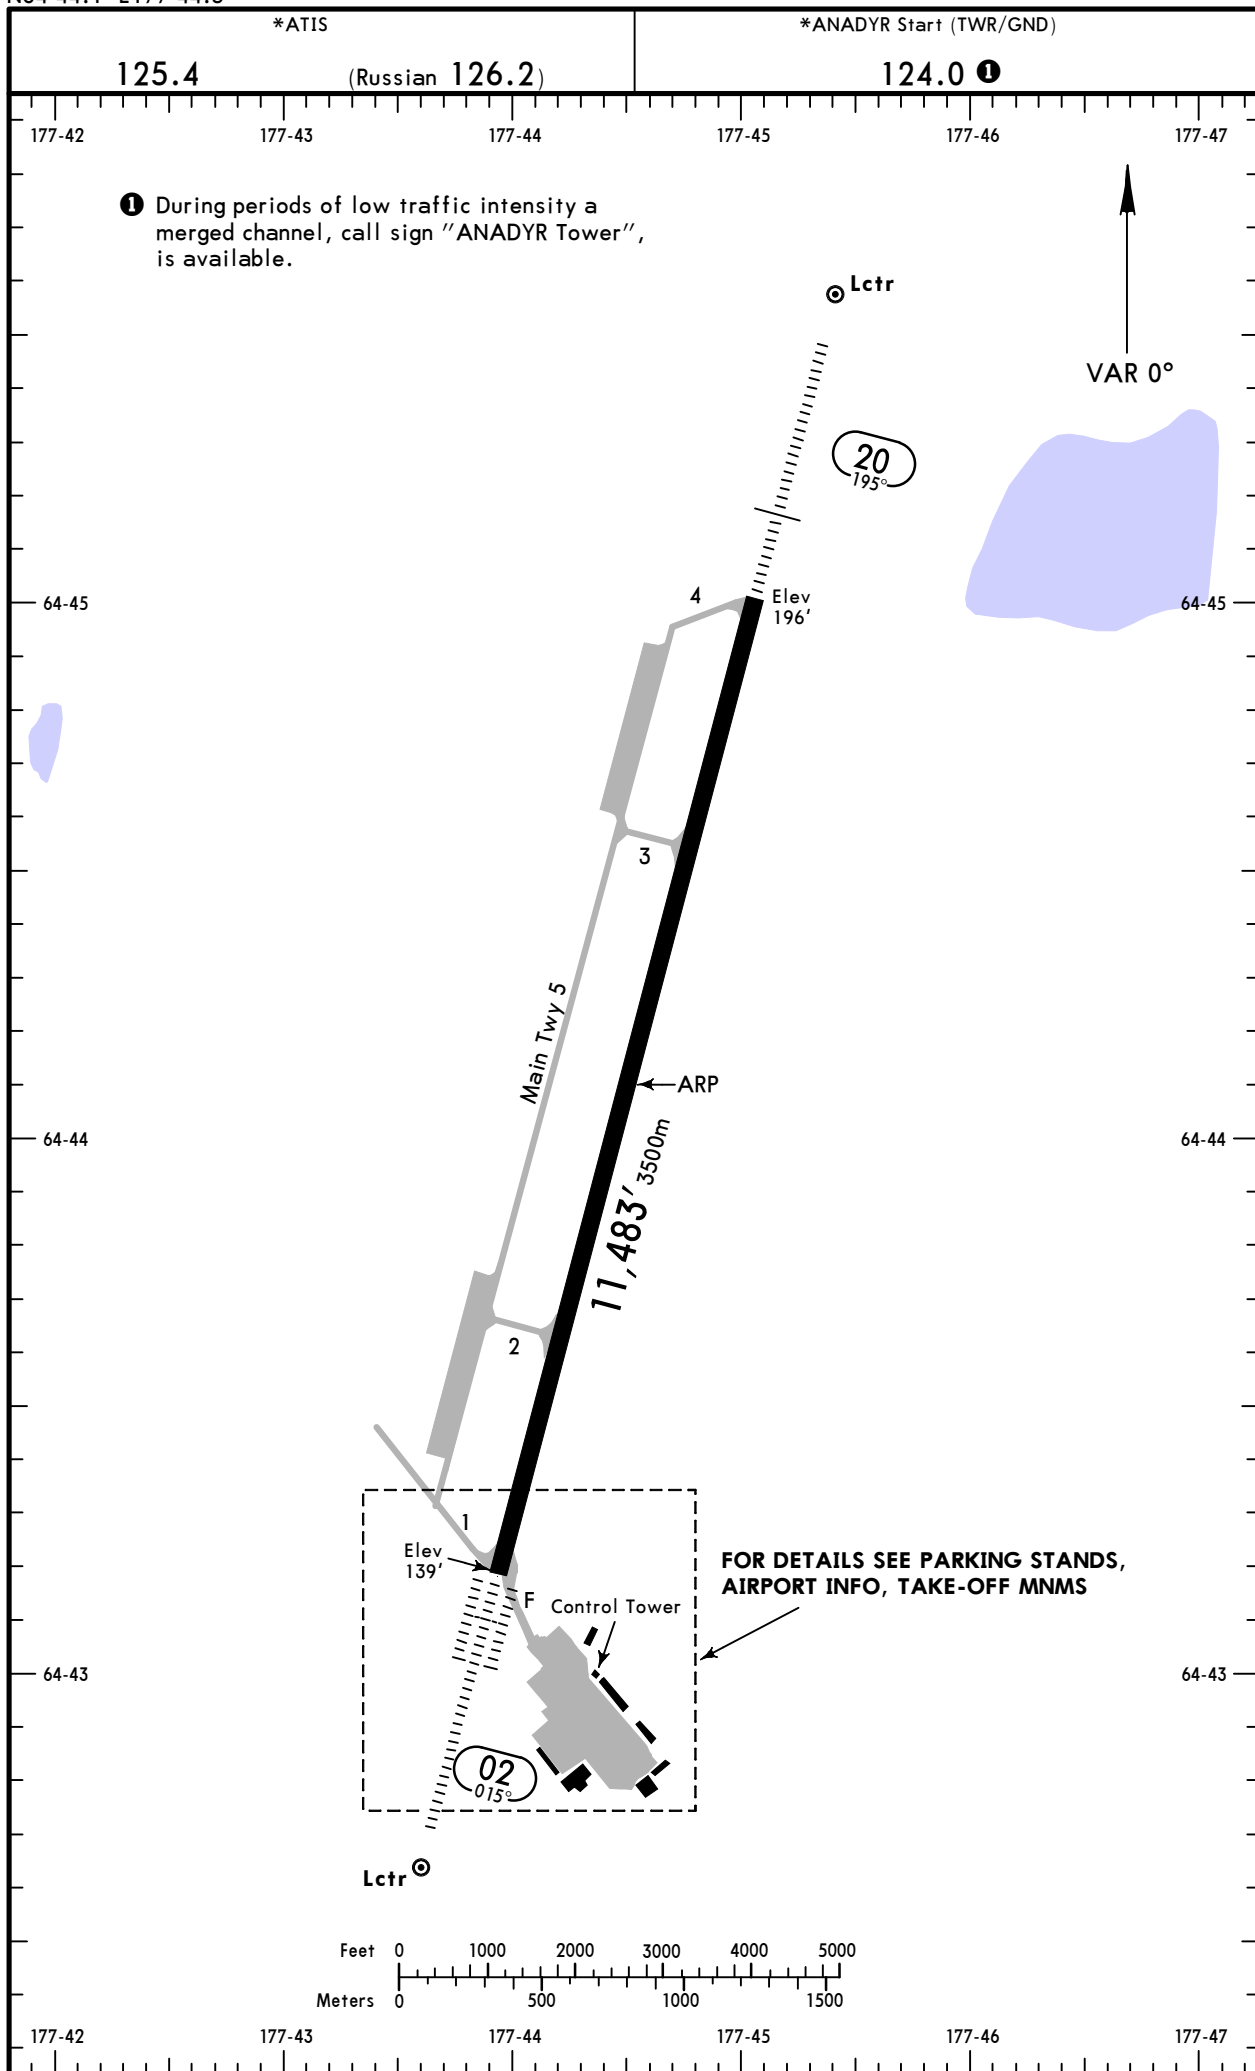 *ATIS
*ANADYR Start (TWR/GND)
125.4
(Russian 126.2)
124.0 ❶
177-42 177-43 177-44 177-45 177-46 177-47
❶ During periods of low traffic intensity a
merged channel, call sign "ANADYR Tower",
is available.
Lctr
VAR 0°
20
195°
4
Elev
196'
64-45
64-45
3
Main Twy 5
ARP
11,483' 3500m
64-44
64-44
2
1
Elev
139'
FOR DETAILS SEE PARKING STANDS,
AIRPORT INFO, TAKE-OFF MNMS
F
Control Tower
64-43
64-43
02
015°
Lctr
Feet 0 1000 2000 3000 4000 5000
Meters 0 500 1000 1500
177-42 177-43 177-44 177-45 177-46 177-47